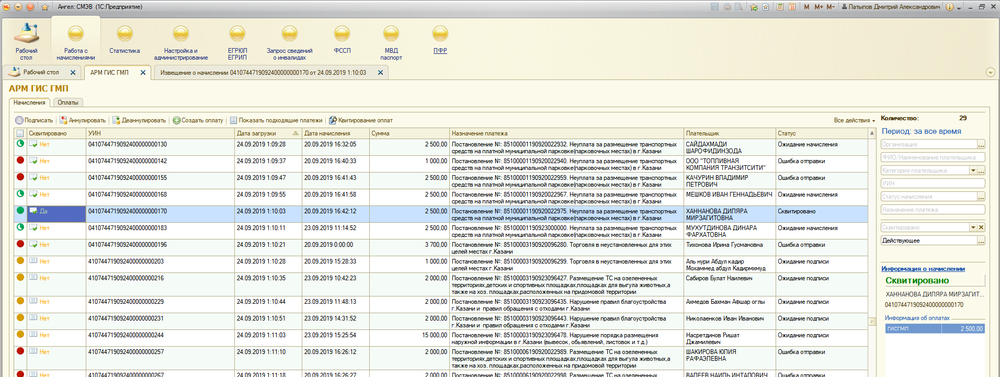 Ангел: СМЭВ (1С:Предприятие)
M M+ M- Латыпов Дмитрий Александрович
Рабочий стол
Работа с начислениями
Статистика
Настройка и администрирование
ЕГРЮЛ ЕГРИП
Запрос сведений о инвалидах
ФССП
МВД паспорт
ПФР
Рабочий стол
АРМ ГИС ГМП
Извещение о начислении 0410744719092400000000170 от 24.09.2019 1:10:03
АРМ ГИС ГМП
Начисления Оплаты
Подписать Аннулировать Деаннулировать Создать оплату Показать подходящие платежи Квитирование оплат Все действия
Сквитировано УИН Дата загрузки Дата начисления Сумма Назначение платежа Плательщик Статус
Нет 0410744719092400000000130 24.09.2019 1:09:28 20.09.2019 16:32:05 2 500,00 Постановление №: 85100001190920022932. Неуплата за размещение транспортных САЙДАХМАДИ Ожидание начисления
средств на платной муниципальной парковке(парковочных местах) в г.Казани ШАРОФИДИНЗОДА
Нет 0410744719092400000000142 24.09.2019 1:09:37 20.09.2019 16:40:33 1 000,00 Постановление №: 85100001190920022940. Неуплата за размещение транспортных ООО "ТОПЛИВНАЯ Ошибка отправки
средств на платной муниципальной парковке(парковочных местах) в г.Казани КОМПАНИЯ ТРАНЗИТСИТИ"
Нет 0410744719092400000000155 24.09.2019 1:09:47 20.09.2019 16:41:43 2 500,00 Постановление №: 85100001190920022959. Неуплата за размещение транспортных КАЧУРИН ВЛАДИМИР Ошибка отправки
средств на платной муниципальной парковке(парковочных местах) в г.Казани ПЕТРОВИЧ
Нет 0410744719092400000000168 24.09.2019 1:09:55 20.09.2019 16:41:58 2 500,00 Постановление №: 85100001190920022967. Неуплата за размещение транспортных МЕШКОВ ИВАН ГЕННАДЬЕВИЧ Ожидание начисления
средств на платной муниципальной парковке(парковочных местах) в г.Казани
Да 0410744719092400000000170 24.09.2019 1:10:03 20.09.2019 16:42:12 2 500,00 Постановление №: 85100001190920022975. Неуплата за размещение транспортных ХАННАНОВА ДИЛЯРА Сквитировано
средств на платной муниципальной парковке(парковочных местах) в г.Казани МИРЗАГИТОВНА
Нет 0410744719092400000000183 24.09.2019 1:10:11 23.09.2019 11:14:52 2 500,00 Постановление №: 85100001190923000000. Неуплата за размещение транспортных МУХУТДИНОВА ДИНАРА Ожидание начисления
средств на платной муниципальной парковке(парковочных местах) в г.Казани ФАРХАТОВНА
Нет 0410744719092400000000196 24.09.2019 1:10:21 20.09.2019 0:00:00 3 700,00 Постановление №: 85100003190920096280. Торговля в неустановленных для этих Тихонова Ирина Гусмановна Ошибка отправки
целей местах г.Казани
Нет 4107447190924000000000203 24.09.2019 1:10:28 20.09.2019 15:28:33 1 000,00 Постановление №: 85100003190920096299. Торговля в неустановленных для этих Аль нури Абдул кадир Ожидание подписи
целей местах г.Казани Мохаммед абдул Кадирмхмуд
Нет 4107447190924000000000216 24.09.2019 1:10:35 23.09.2019 10:42:23 2 000,00 Постановление №: 85100003190923096427. Размещение ТС на озелененных Сабиров Булат Наилевич Ожидание подписи
территориях,детских и спортивных площадках,площадках для выгула животных,а
также на хоз. площадках,расположенных на придомовой территории
Нет 4107447190924000000000229 24.09.2019 1:10:44 23.09.2019 11:48:13 2 000,00 Постановление №: 85100003190923096435. Нарушение правил благоустройства Ахмедов Бахман Афшар оглы Ожидание подписи
г.Казани и правил обращения с отходами г.Казани
Нет 4107447190924000000000231 24.09.2019 1:10:51 23.09.2019 14:31:52 2 000,00 Постановление №: 85100003190923096443. Нарушение правил благоустройства Николаенков Иван Иванович Ожидание подписи
г.Казани и правил обращения с отходами г.Казани
Нет 4107447190924000000000244 24.09.2019 1:11:03 23.09.2019 15:25:54 15 000,00 Постановление №: 85100003190923096478. Нарушение порядка размещения Насретдинов Ришат Ожидание подписи
наружной информации в г.Казани (вывесок, обьявлений, листовок и т.д.) Джамилевич
Нет 4107447190924000000000257 24.09.2019 1:11:10 20.09.2019 16:26:12 2 000,00 Постановление №: 85100006190920022989. Размещение ТС на озелененных ШАКИРОВА ЮЛИЯ Ошибка отправки
территориях,детских и спортивных площадках,площадках для выгула животных,а РАФАЭЛЕВНА
также на хоз. площадках,расположенных на придомовой территории
Нет 4107447190924000000000267 24.09.2019 1:11:18 20.09.2019 16:26:27 2 000,00 Постановление №: 85100006190920022998. Размещение ТС на озелененных ВАЛЕЕВ НАИЛЬ ИНТАПОВИЧ Ошибка отправки
Количество: 29
Период: за все время
Организация
ФИО/Наименование плательщика
Категория плательщика
УИН
Статус начисления
Назначение платежа
Сквитировано
Действующее
Информация о начислении
Сквитировано
ХАННАНОВА ДИЛЯРА МИРЗАГИТ...
0410744719092400000000170
Информация об оплатах
ГИСГМП 2 500,00